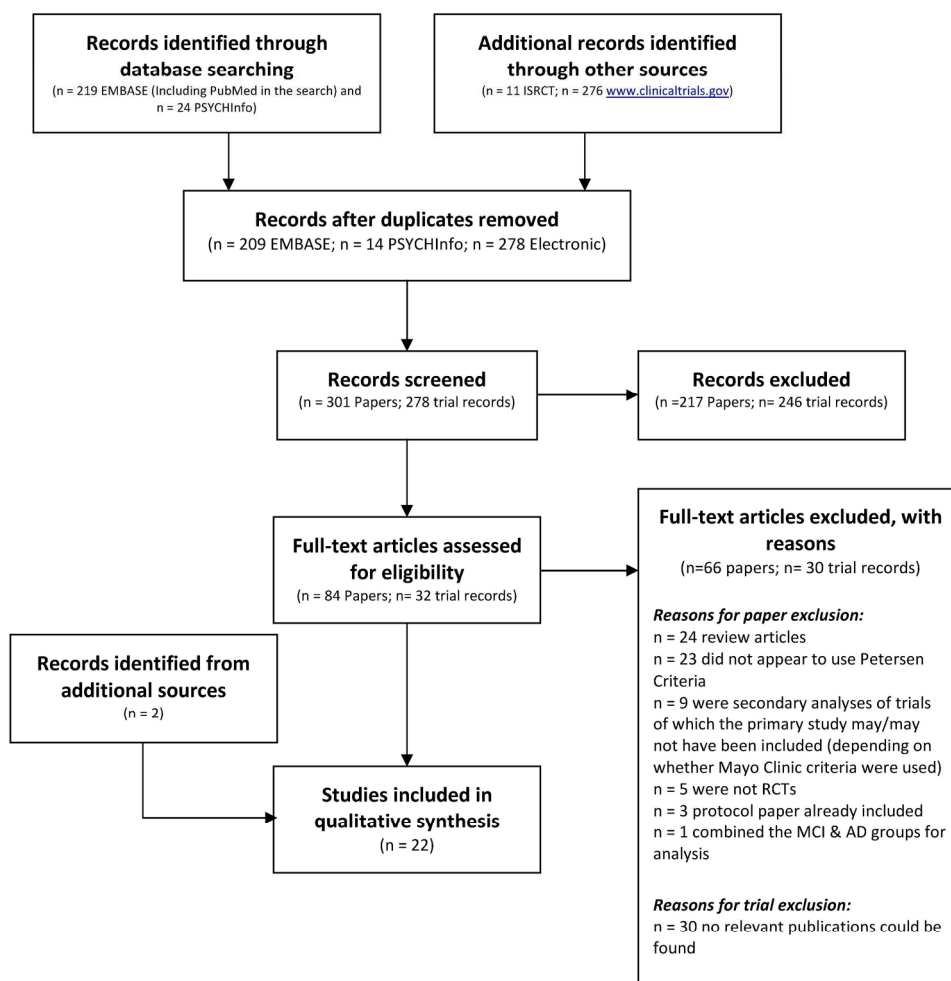 Records identified through
database searching
(n = 219 EMBASE (Including PubMed in the search) and
n = 24 PSYCHInfo)
Additional records identified
through other sources
(n = 11 ISRCT; n = 276 www.clinicaltrials.gov)
Records after duplicates removed
(n = 209 EMBASE; n = 14 PSYCHInfo; n = 278 Electronic)
Records screened
(n = 301 Papers; 278 trial records)
Records excluded
(n =217 Papers; n= 246 trial records)
Full-text articles assessed
for eligibility
(n = 84 Papers; n= 32 trial records)
Full-text articles excluded, with
reasons
(n=66 papers; n= 30 trial records)
Reasons for paper exclusion:
n = 24 review articles
n = 23 did not appear to use Petersen
Criteria
n = 9 were secondary analyses of trials
of which the primary study may/may
not have been included (depending on
whether Mayo Clinic criteria were used)
n = 5 were not RCTs
n = 3 protocol paper already included
n = 1 combined the MCI & AD groups for
analysis
Reasons for trial exclusion:
n = 30 no relevant publications could be
found
Records identified from
additional sources
(n = 2)
Studies included in
qualitative synthesis
(n = 22)